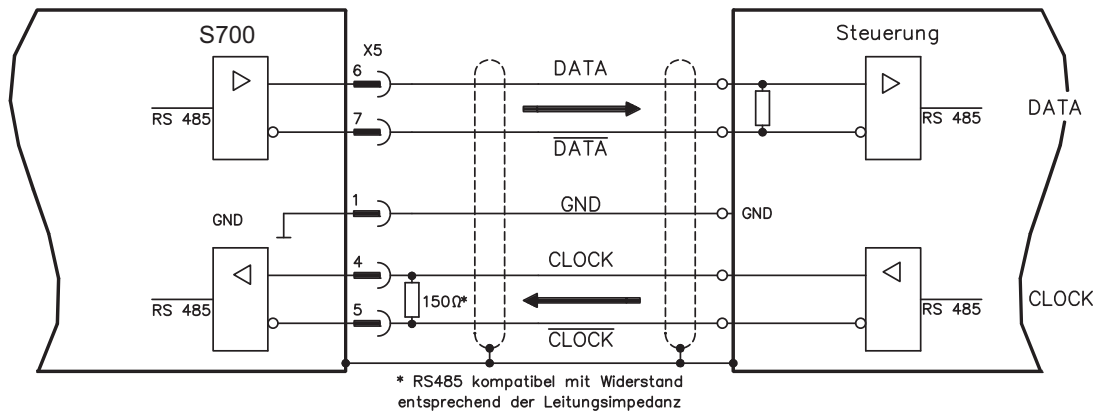 S700
Steuerung
X5
6
DATA
RS 485
RS 485
DATA
7
DATA
1
GND
GND
GND
4
CLOCK
150Ω*
RS 485
RS 485
CLOCK
5
CLOCK
* RS485 kompatibel mit Widerstand
entsprechend der Leitungsimpedanz